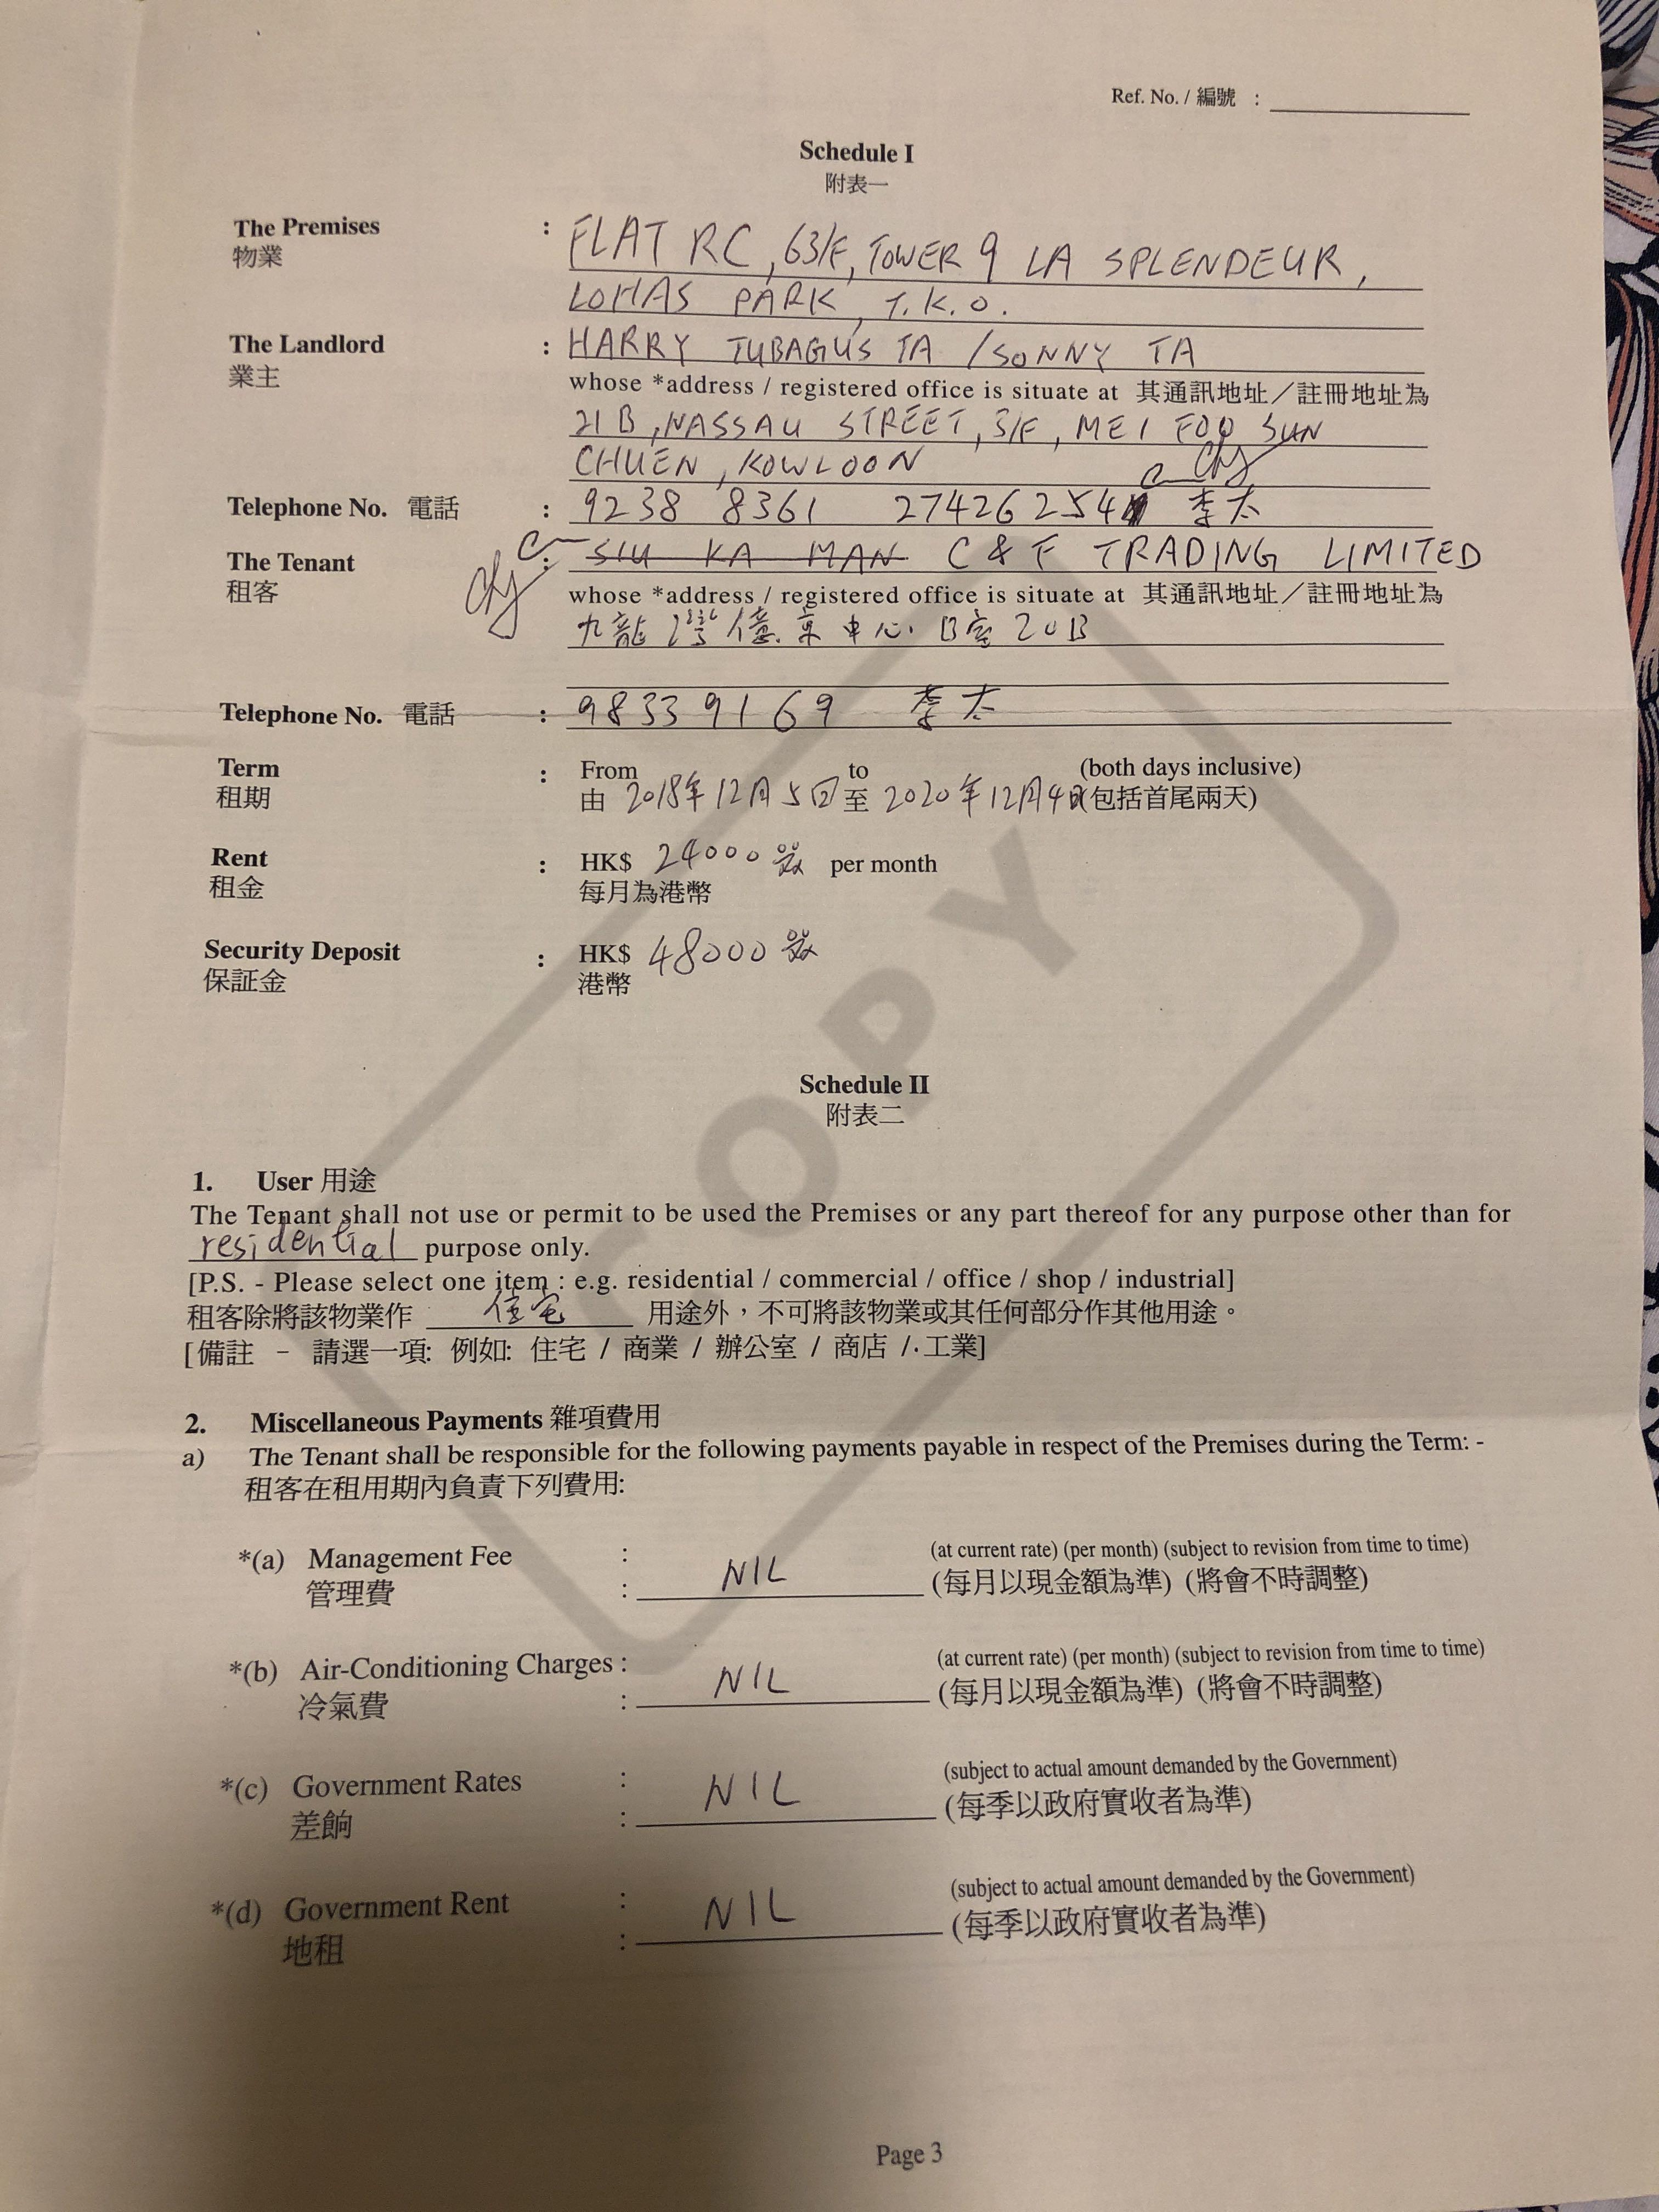 Ref. No. / 編號 :
Schedule I
附表一
The Premises : FLAT RC, 63/F, TOWER 9 LA SPLENDEUR,
物業
LOHAS PARK, T.K.O.
The Landlord : HARRY TUBAGUS TA / SONNY TA
業主
whose *address / registered office is situate at 其通訊地址／註冊地址為
21B, NASSAU STREET, 3/F, MEI FOO SUN
CHUEN, KOWLOON
Telephone No. 電話 : 9238 8361 27426254 李太
The Tenant : SIU KA MAN C & F TRADING LIMITED
租客
whose *address / registered office is situate at 其通訊地址／註冊地址為
九龍灣億京中心 B室 20B
Telephone No. 電話 : 98339169 李太
Term : From to (both days inclusive)
租期 由 2018年12月5日至 2020年12月4日(包括首尾兩天)
Rent : HK$ 24000 per month
租金 每月為港幣
Security Deposit : HK$ 48000
保証金 港幣
COPY
Schedule II
附表二
1. User 用途
The Tenant shall not use or permit to be used the Premises or any part thereof for any purpose other than for
residential purpose only.
[P.S. - Please select one item : e.g. residential / commercial / office / shop / industrial]
租客除將該物業作 住宅 用途外，不可將該物業或其任何部分作其他用途。
[備註 – 請選一項: 例如: 住宅 / 商業 / 辦公室 / 商店 / 工業]
2. Miscellaneous Payments 雜項費用
a) The Tenant shall be responsible for the following payments payable in respect of the Premises during the Term: -
租客在租用期內負責下列費用:
*(a) Management Fee : NIL (at current rate) (per month) (subject to revision from time to time)
管理費 : (每月以現金額為準) (將會不時調整)
*(b) Air-Conditioning Charges : NIL (at current rate) (per month) (subject to revision from time to time)
冷氣費 : (每月以現金額為準) (將會不時調整)
*(c) Government Rates : NIL (subject to actual amount demanded by the Government)
差餉 : (每季以政府實收者為準)
*(d) Government Rent : NIL (subject to actual amount demanded by the Government)
地租 : (每季以政府實收者為準)
Page 3